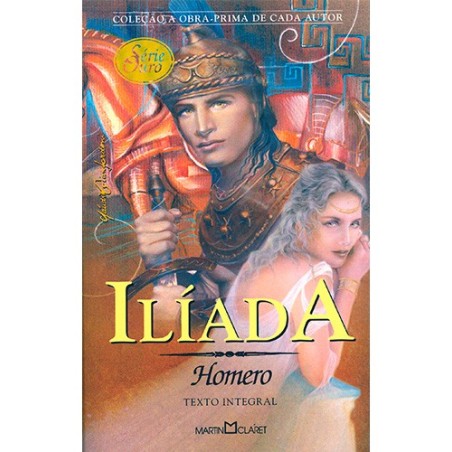 COLEÇÃO A OBRA-PRIMA DE CADA AUTOR
Série
Ouro
ILÍADA
Homero
TEXTO INTEGRAL
MARTIN CLARET